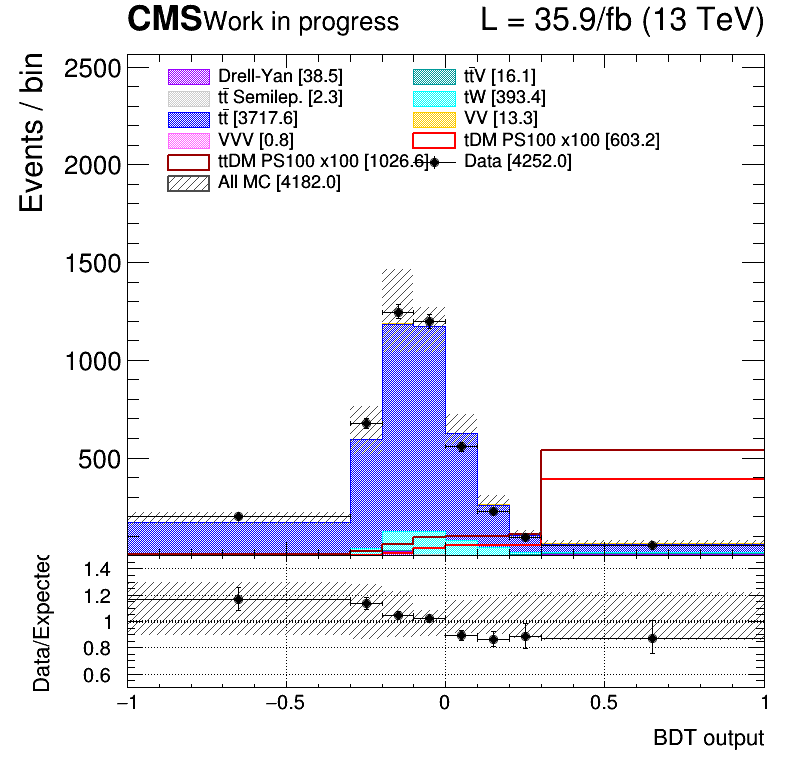 CMS Work in progress L = 35.9/fb (13 TeV)
Events / bin
2500
2000
1500
1000
500
Drell-Yan [38.5] tt̄V [16.1]
tt̄ Semilep. [2.3] tW [393.4]
tt̄ [3717.6] VV [13.3]
VVV [0.8] tDM PS100 x100 [603.2]
ttDM PS100 x100 [1026.6] Data [4252.0]
All MC [4182.0]
Data/Expected
1.4
1.2
1
0.8
0.6
−1 −0.5 0 0.5 1
BDT output